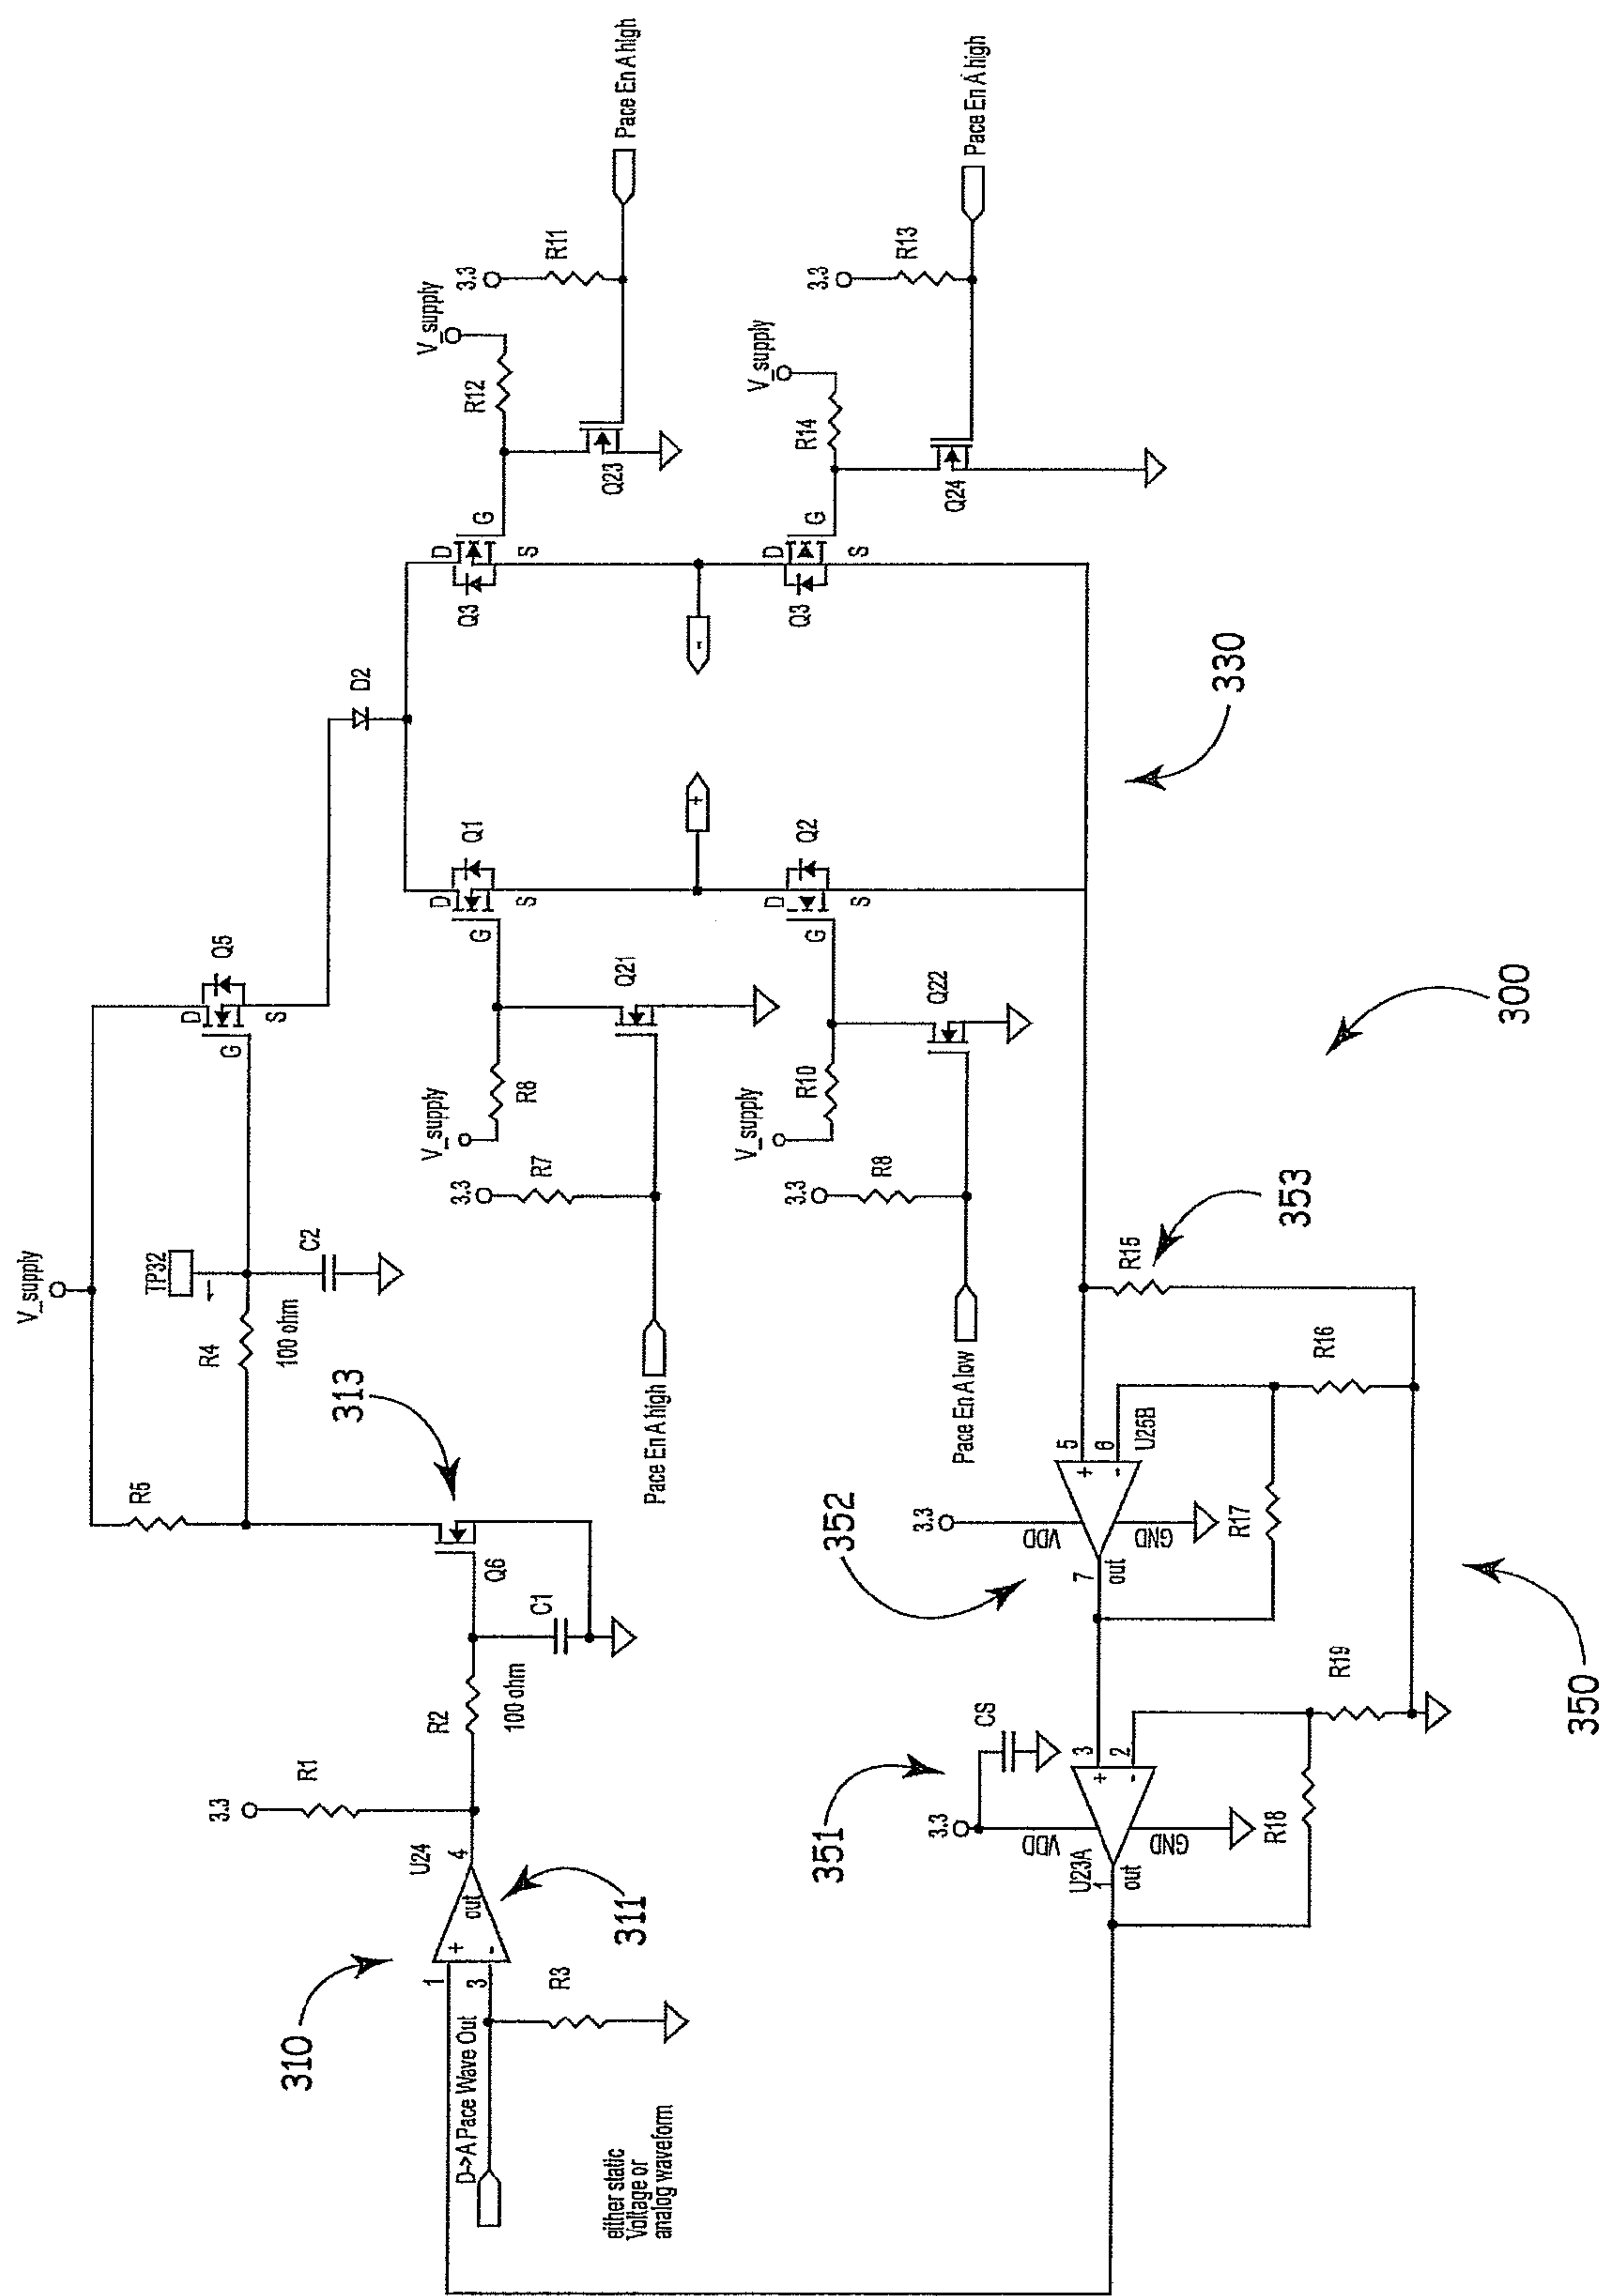 V_supply
R5
R4
100 ohm
TP32
C2
D
G
S
Q5
D2
313
Q6
C1
R2
100 ohm
R1
3.3
U24
4
out
+
-
1
3
311
310
D->A Pace Wave Out
R3
either static
Voltage or
analog waveform
V_supply
R8
3.3
R7
Pace En A high
Q21
D
G
S
Q1
V_supply
R10
3.3
R8
Pace En A low
Q22
D
G
S
Q2
+
-
D
G
S
Q3
V_supply
R12
3.3
R11
Pace En A high
Q23
D
G
S
Q3
V_supply
R14
3.3
R13
Pace En A high
Q24
330
300
R15
353
R16
5
6
+
-
U25B
3.3
VDD
GND
7
out
R17
352
350
R19
CS
3
2
+
-
351
3.3
VDD
GND
U23A
1
out
R18